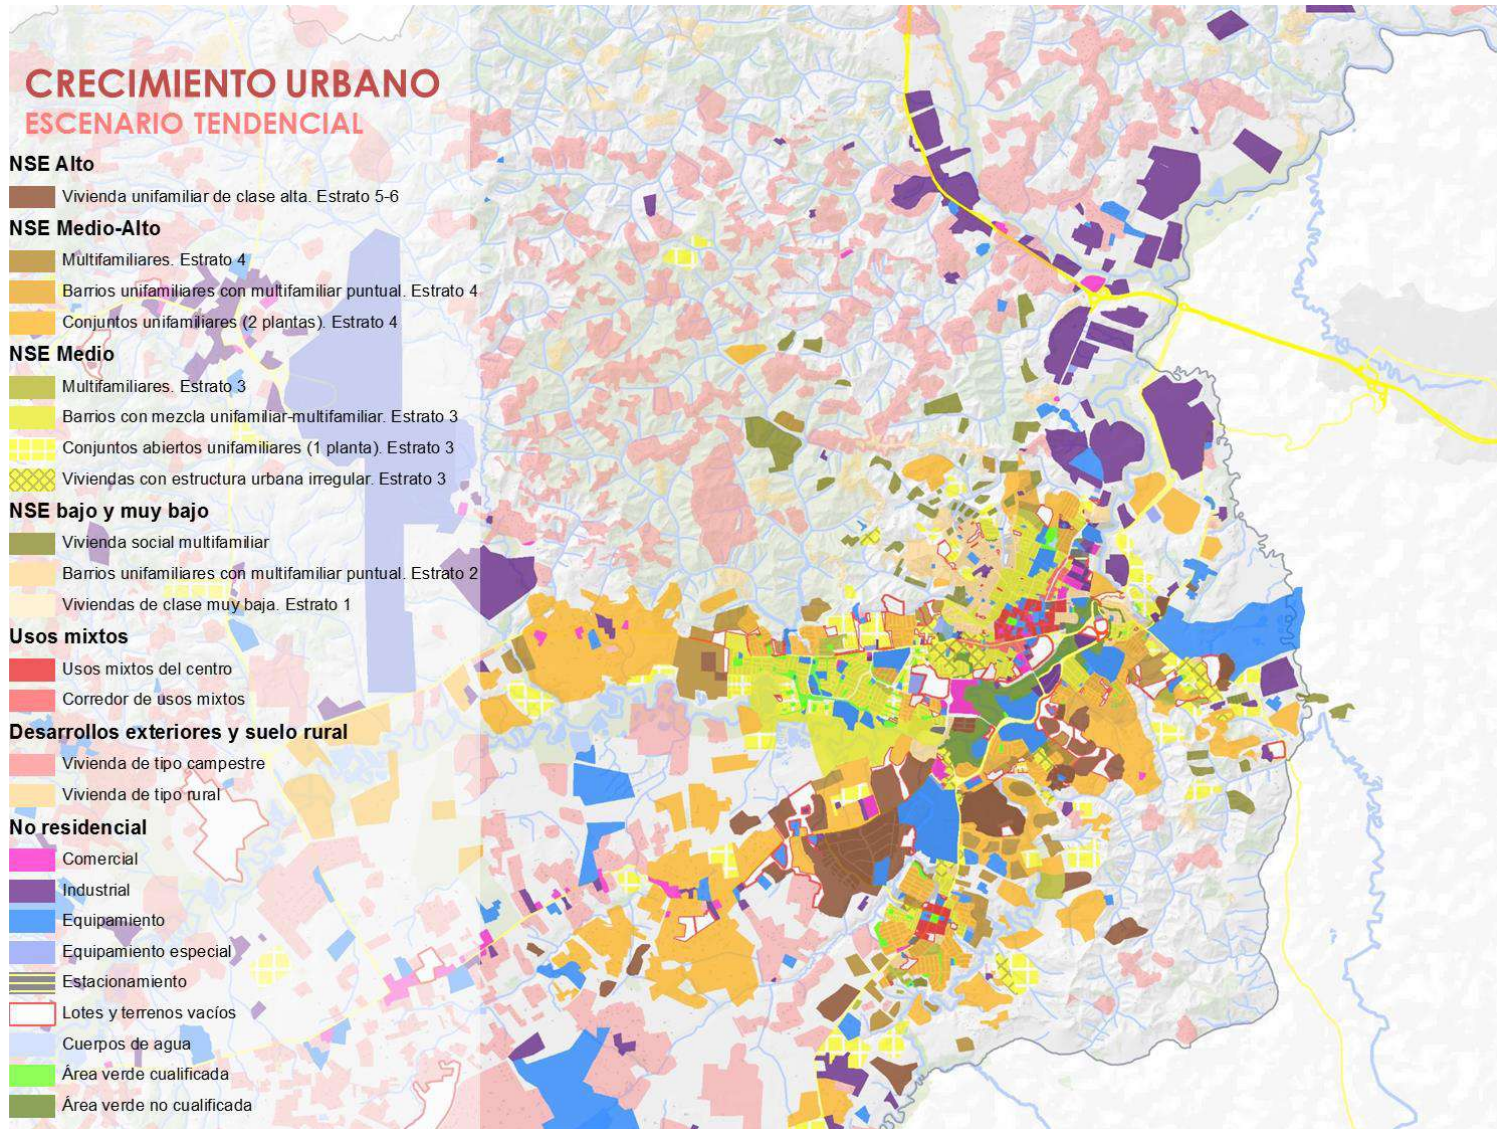 CRECIMIENTO URBANO
ESCENARIO TENDENCIAL
NSE Alto
Vivienda unifamiliar de clase alta. Estrato 5-6
NSE Medio-Alto
Multifamiliares. Estrato 4
Barrios unifamiliares con multifamiliar puntual. Estrato 4
Conjuntos unifamiliares (2 plantas). Estrato 4
NSE Medio
Multifamiliares. Estrato 3
Barrios con mezcla unifamiliar-multifamiliar. Estrato 3
Conjuntos abiertos unifamiliares (1 planta). Estrato 3
Viviendas con estructura urbana irregular. Estrato 3
NSE bajo y muy bajo
Vivienda social multifamiliar
Barrios unifamiliares con multifamiliar puntual. Estrato 2
Viviendas de clase muy baja. Estrato 1
Usos mixtos
Usos mixtos del centro
Corredor de usos mixtos
Desarrollos exteriores y suelo rural
Vivienda de tipo campestre
Vivienda de tipo rural
No residencial
Comercial
Industrial
Equipamiento
Equipamiento especial
Estacionamiento
Lotes y terrenos vacíos
Cuerpos de agua
Área verde cualificada
Área verde no cualificada